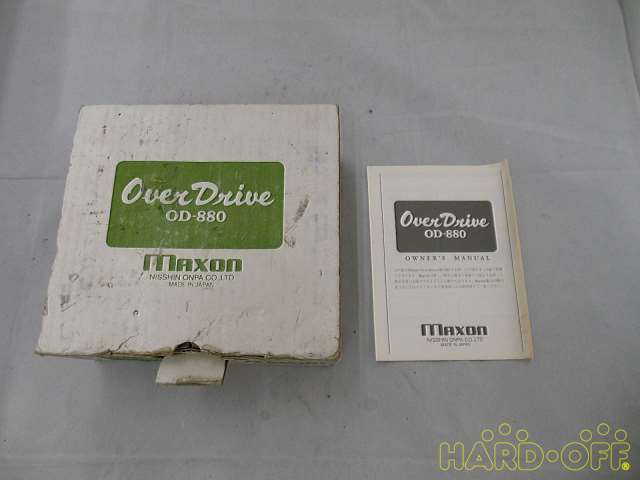 Over Drive
OD-880
maxon
NISSHIN ONPA CO.,LTD
MADE IN JAPAN
Over Drive
OD-880
OWNER'S MANUAL
maxon
NISSHIN ONPA CO.,LTD
MADE IN JAPAN
HARD-OFF®